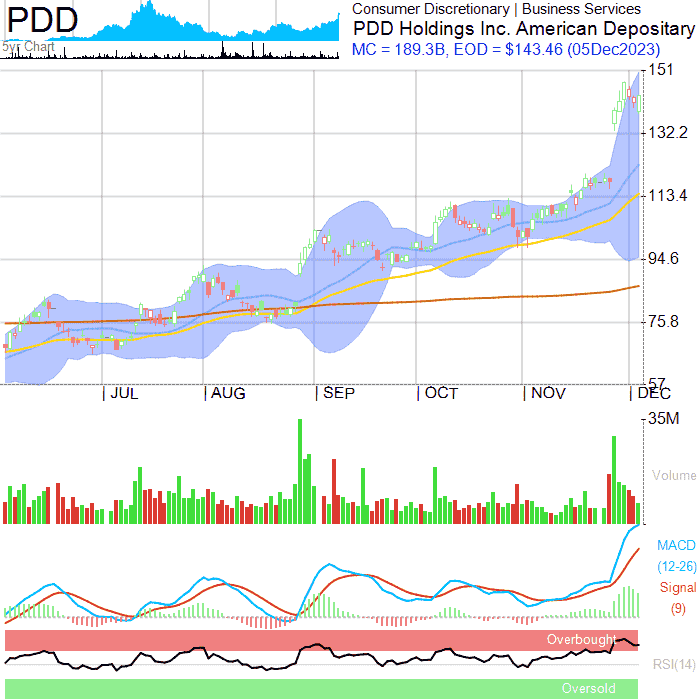 PDD
5yr Chart
Consumer Discretionary | Business Services
PDD Holdings Inc. American Depositary
MC = 189.3B, EOD = $143.46 (05Dec2023)
151
132.2
113.4
94.6
75.8
57
|JUL |AUG |SEP |OCT |NOV |DEC
35M
Volume
MACD
(12-26)
Signal
(9)
Overbought
RSI(14)
Oversold